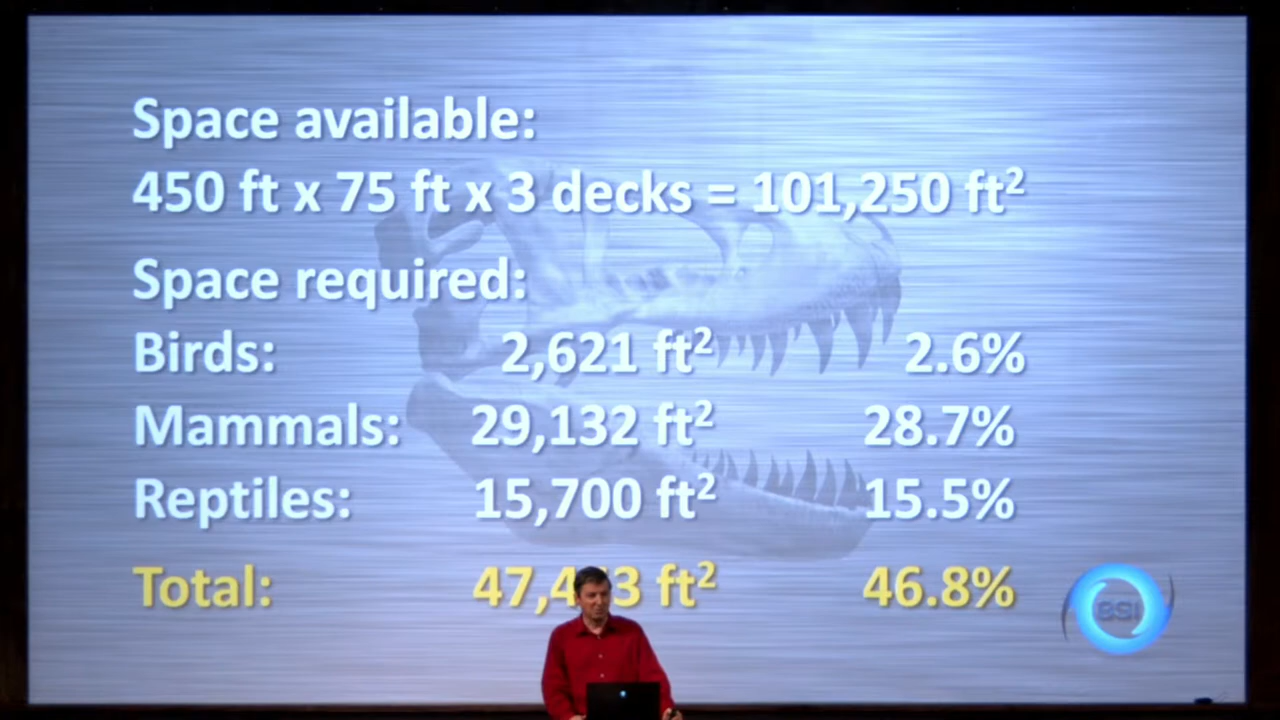 Space available:
450 ft x 75 ft x 3 decks = 101,250 ft²
Space required:
Birds: 2,621 ft² 2.6%
Mammals: 29,132 ft² 28.7%
Reptiles: 15,700 ft² 15.5%
Total: ft² 46.8%
BSI